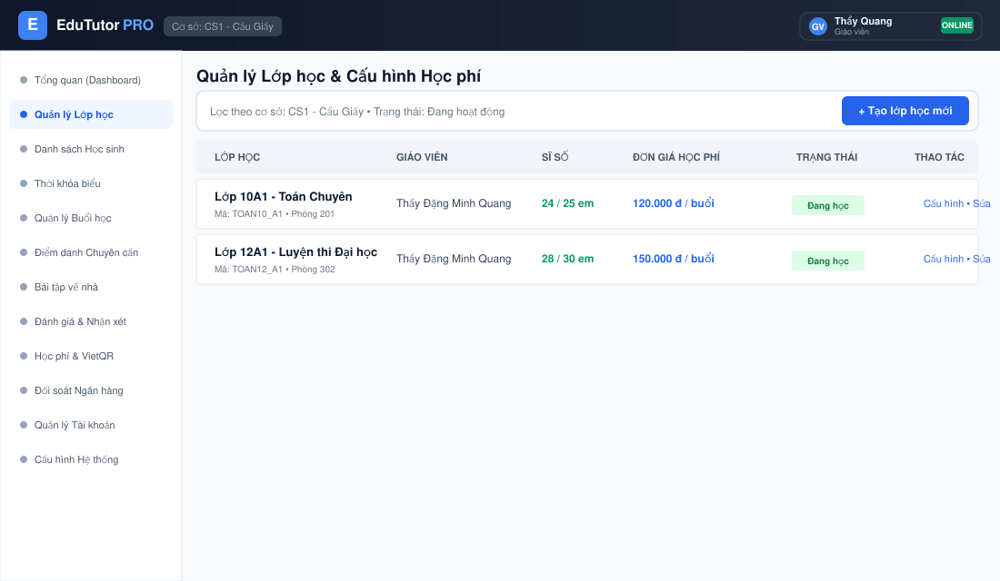 E EduTutor PRO Cơ sở: CS1 - Cầu Giấy
GV Thầy Quang ONLINE
Giáo viên
Tổng quan (Dashboard)
Quản lý Lớp học
Danh sách Học sinh
Thời khóa biểu
Quản lý Buổi học
Điểm danh Chuyên cần
Bài tập về nhà
Đánh giá & Nhận xét
Học phí & VietQR
Đối soát Ngân hàng
Quản lý Tài khoản
Cấu hình Hệ thống
Quản lý Lớp học & Cấu hình Học phí
Lọc theo cơ sở: CS1 - Cầu Giấy • Trạng thái: Đang hoạt động
+ Tạo lớp học mới
LỚP HỌC GIÁO VIÊN SĨ SỐ ĐƠN GIÁ HỌC PHÍ TRẠNG THÁI THAO TÁC
Lớp 10A1 - Toán Chuyên Thầy Đặng Minh Quang 24 / 25 em 120.000 đ / buổi Đang học Cấu hình • Sửa
Mã: TOAN10_A1 • Phòng 201
Lớp 12A1 - Luyện thi Đại học Thầy Đặng Minh Quang 28 / 30 em 150.000 đ / buổi Đang học Cấu hình • Sửa
Mã: TOAN12_A1 • Phòng 302